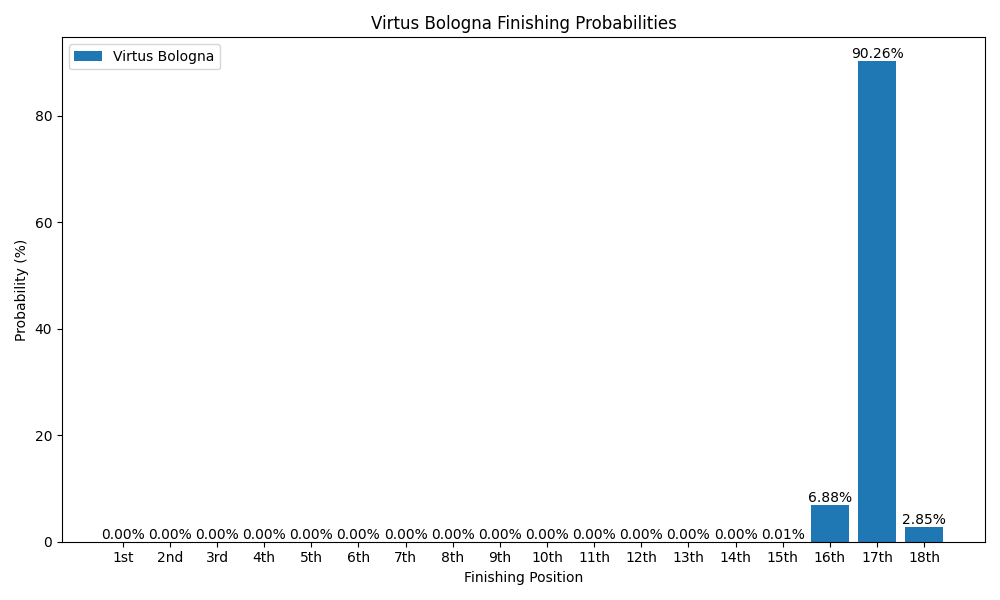 Virtus Bologna Finishing Probabilities
Virtus Bologna
Probability (%)
80
60
40
20
0
0.00% 0.00% 0.00% 0.00% 0.00% 0.00% 0.00% 0.00% 0.00% 0.00% 0.00% 0.00% 0.00% 0.00% 0.01% 6.88% 90.26% 2.85%
1st 2nd 3rd 4th 5th 6th 7th 8th 9th 10th 11th 12th 13th 14th 15th 16th 17th 18th
Finishing Position